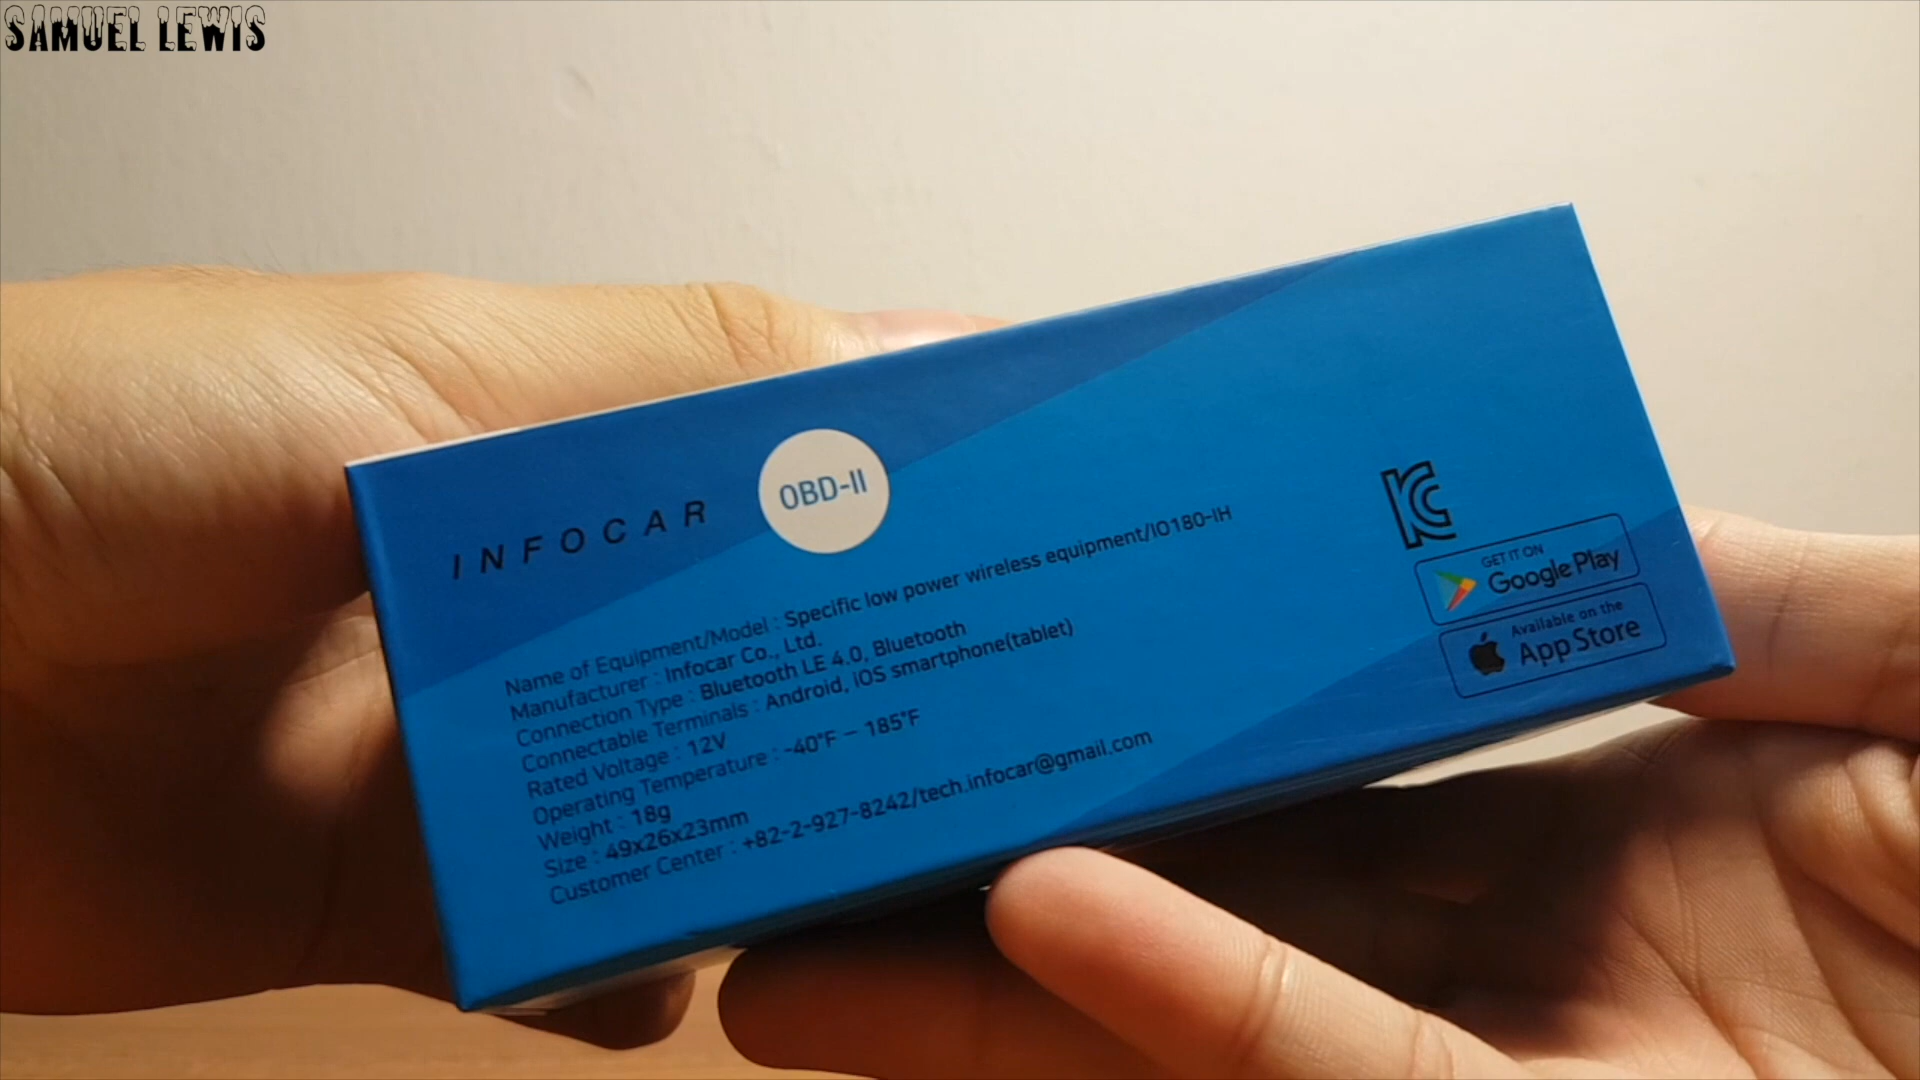 SAMUEL LEWIS
INFOCAR
OBD-II
Name of Equipment/Model : Specific low power wireless equipment/IO180-IH
Manufacturer : Infocar Co., Ltd.
Connection Type : Bluetooth LE 4.0, Bluetooth
Connectable Terminals : Android, iOS smartphone(tablet)
Rated Voltage : 12V
Operating Temperature : -40°F – 185°F
Weight : 18g
Size : 49x26x23mm
Customer Center : +82-2-927-8242/tech.infocar@gmail.com
KC
GET IT ON
Google Play
Available on the
App Store